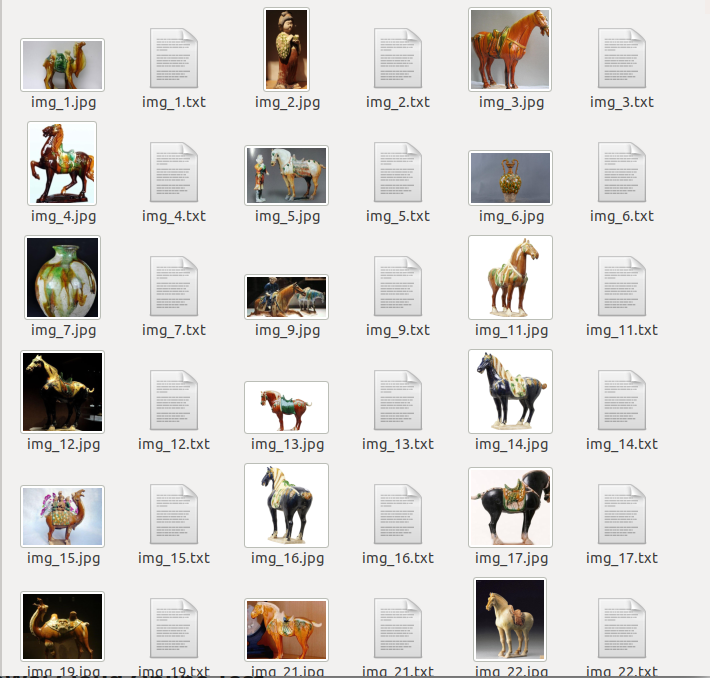 img_1.jpg img_1.txt img_2.jpg img_2.txt img_3.jpg img_3.txt
img_4.jpg img_4.txt img_5.jpg img_5.txt img_6.jpg img_6.txt
img_7.jpg img_7.txt img_9.jpg img_9.txt img_11.jpg img_11.txt
img_12.jpg img_12.txt img_13.jpg img_13.txt img_14.jpg img_14.txt
img_15.jpg img_15.txt img_16.jpg img_16.txt img_17.jpg img_17.txt
img_19.jpg img_19.txt img_21.jpg img_21.txt img_22.jpg img_22.txt